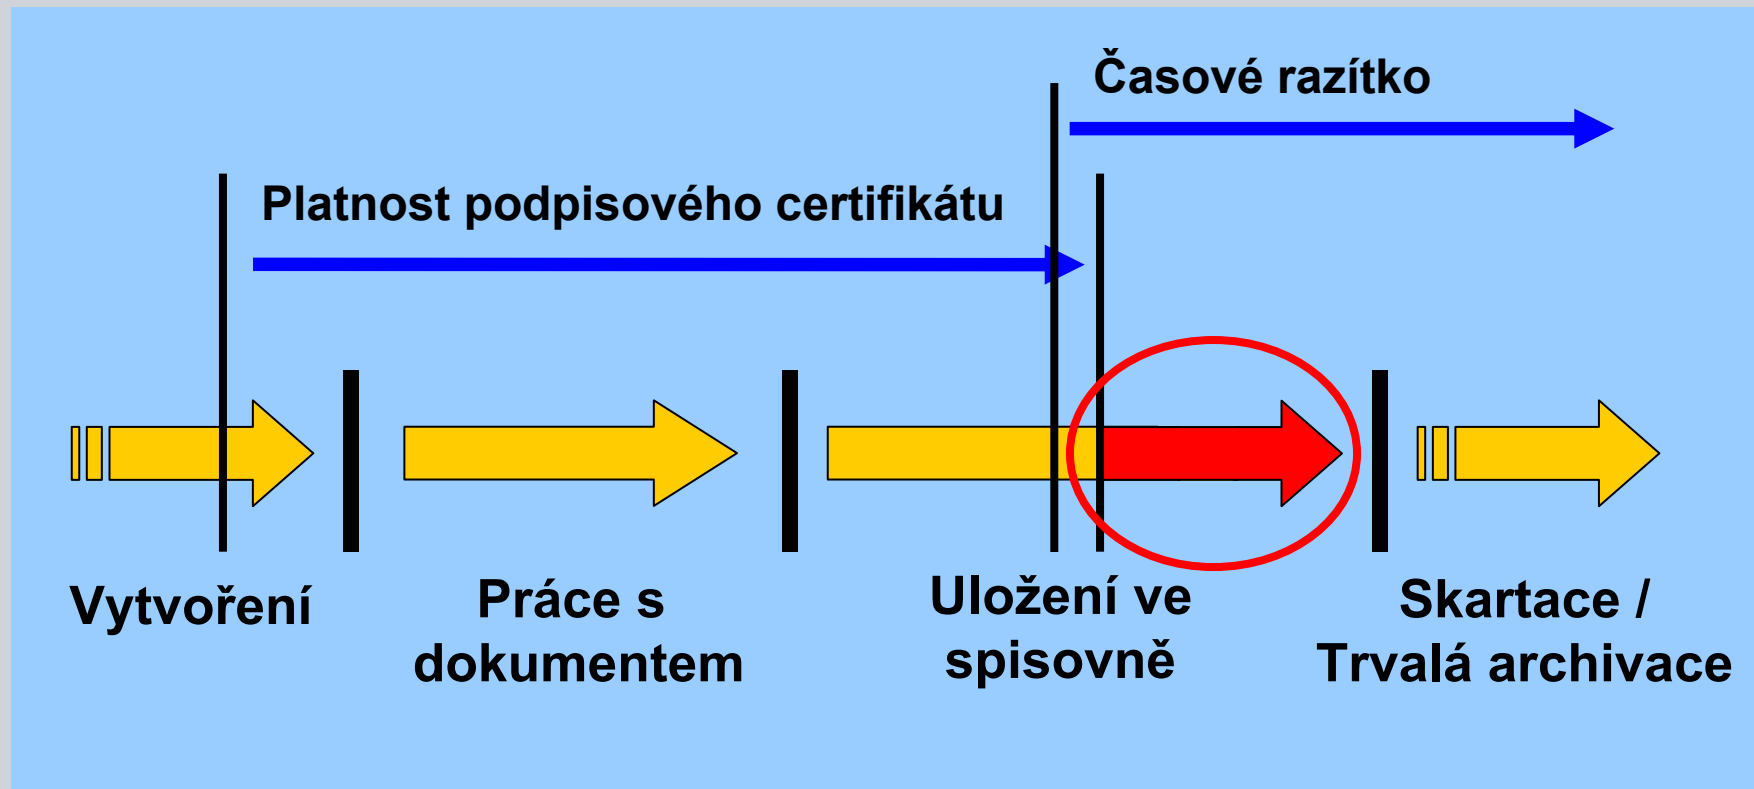 Časové razítko
Platnost podpisového certifikátu
Vytvoření
Práce s
dokumentem
Uložení ve
spisovně
Skartace /
Trvalá archivace